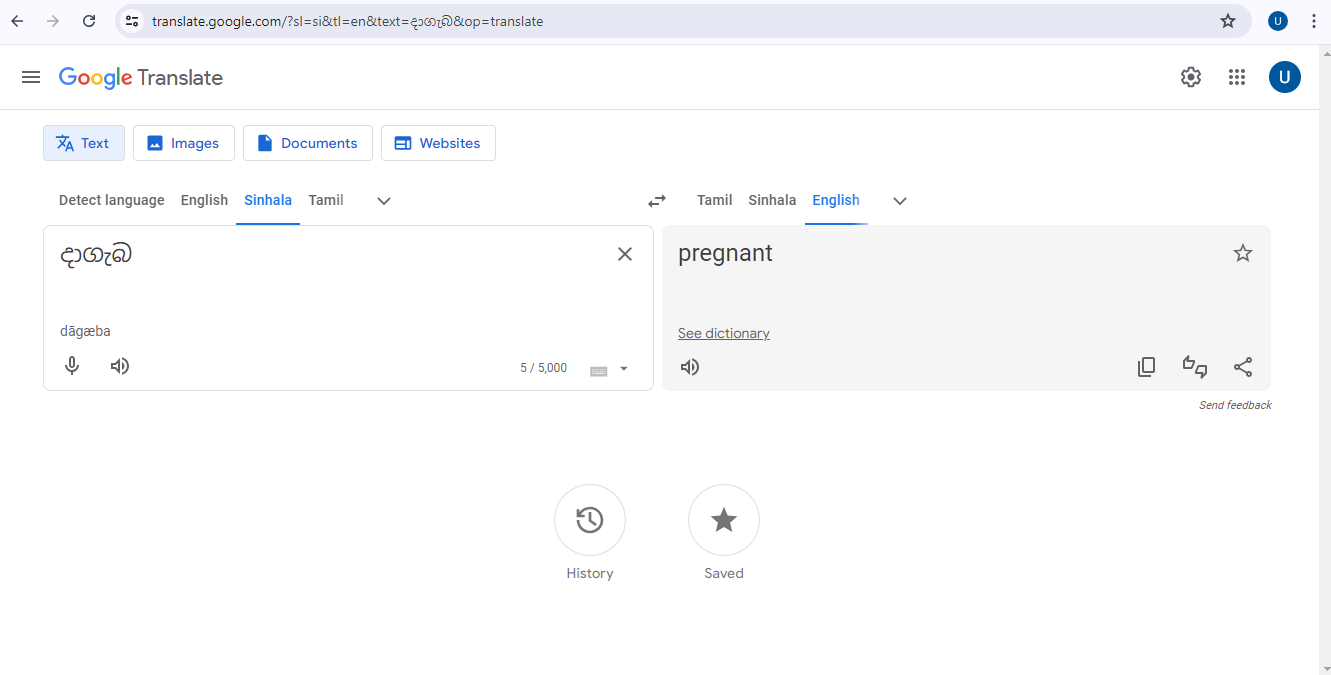 translate.google.com/?sl=si&tl=en&text=දාගැබ&op=translate
U
Google Translate
U
Text
Images
Documents
Websites
Detect language
English
Sinhala
Tamil
Tamil
Sinhala
English
දාගැබ
pregnant
dāgæba
See dictionary
5 / 5,000
Send feedback
History
Saved